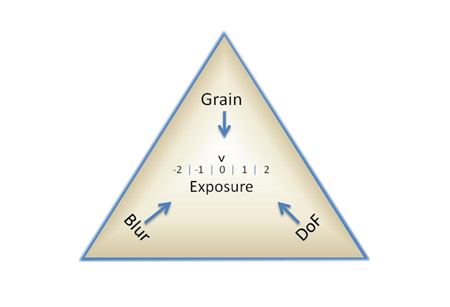 Grain
v
-2 | -1 | 0 | 1 | 2
Exposure
Blur
DoF